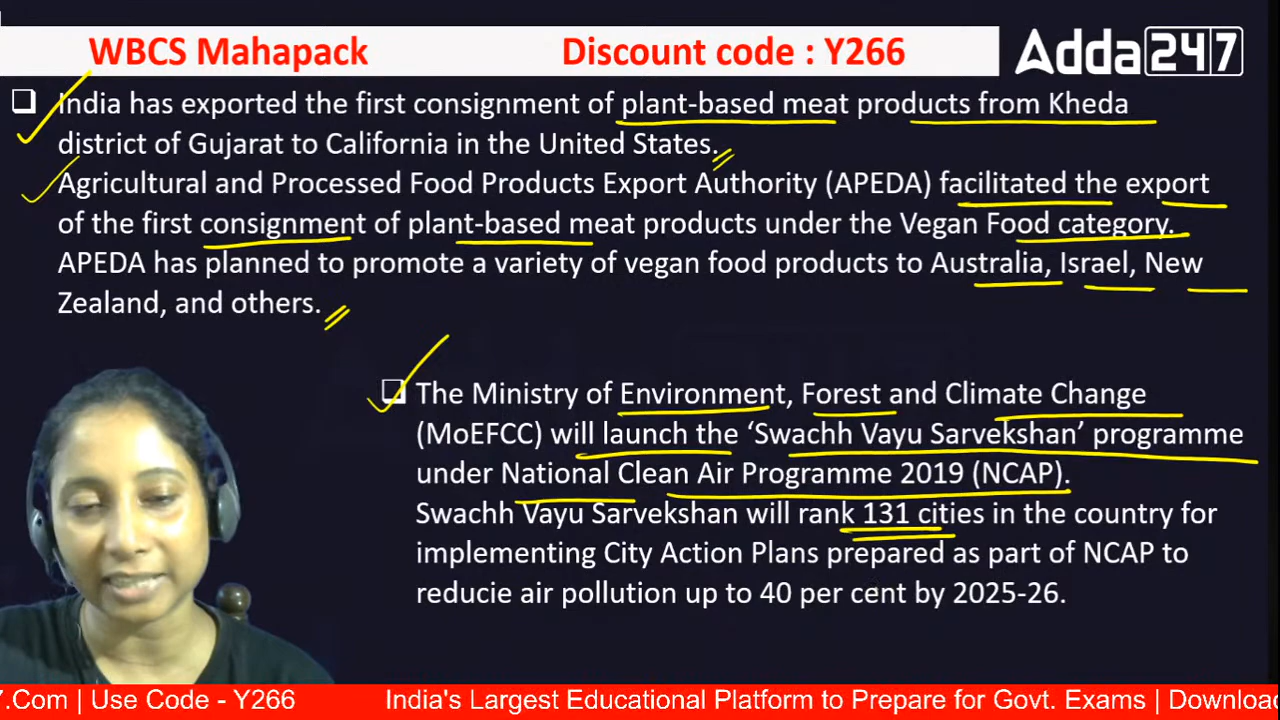 WBCS Mahapack Discount code : Y266 Adda 247
India has exported the first consignment of plant-based meat products from Kheda
district of Gujarat to California in the United States.
Agricultural and Processed Food Products Export Authority (APEDA) facilitated the export
of the first consignment of plant-based meat products under the Vegan Food category.
APEDA has planned to promote a variety of vegan food products to Australia, Israel, New
Zealand, and others.
The Ministry of Environment, Forest and Climate Change
(MoEFCC) will launch the ‘Swachh Vayu Sarvekshan’ programme
under National Clean Air Programme 2019 (NCAP).
Swachh Vayu Sarvekshan will rank 131 cities in the country for
implementing City Action Plans prepared as part of NCAP to
reducie air pollution up to 40 per cent by 2025-26.
7.Com | Use Code - Y266 India's Largest Educational Platform to Prepare for Govt. Exams | Download